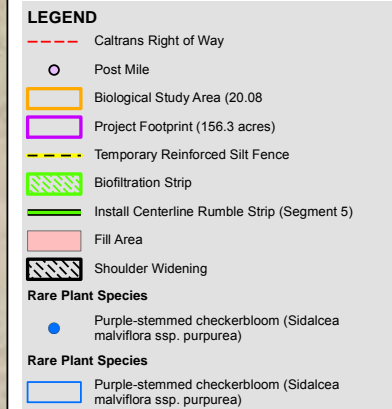 LEGEND
Caltrans Right of Way
Post Mile
Biological Study Area (20.08
Project Footprint (156.3 acres)
Temporary Reinforced Silt Fence
Biofiltration Strip
Install Centerline Rumble Strip (Segment 5)
Fill Area
Shoulder Widening
Rare Plant Species
Purple-stemmed checkerbloom (Sidalcea
malviflora ssp. purpurea)
Rare Plant Species
Purple-stemmed checkerbloom (Sidalcea
malviflora ssp. purpurea)